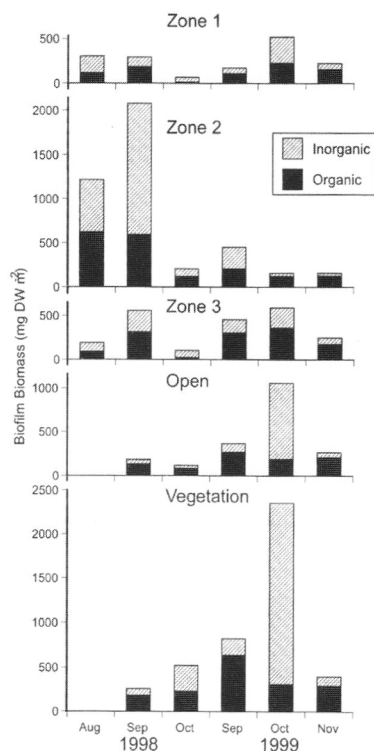 Zone 1
500
0
Zone 2
2000
1500
1000
500
0
Inorganic
Organic
Zone 3
500
0
Open
1000
500
0
Vegetation
2500
2000
1500
1000
500
0
Biofilm Biomass (mg DW m²)
Aug Sep Oct Sep Oct Nov
1998 1999